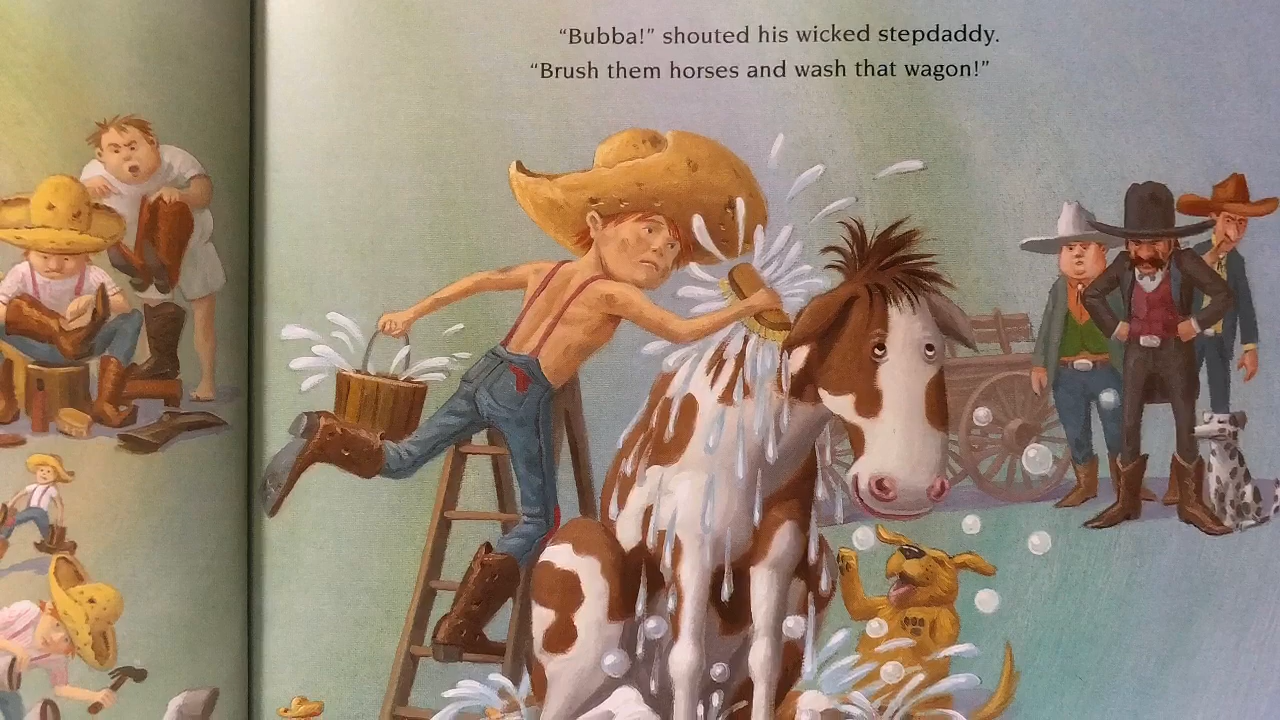 “Bubba!” shouted his wicked stepdaddy.
“Brush them horses and wash that wagon!”